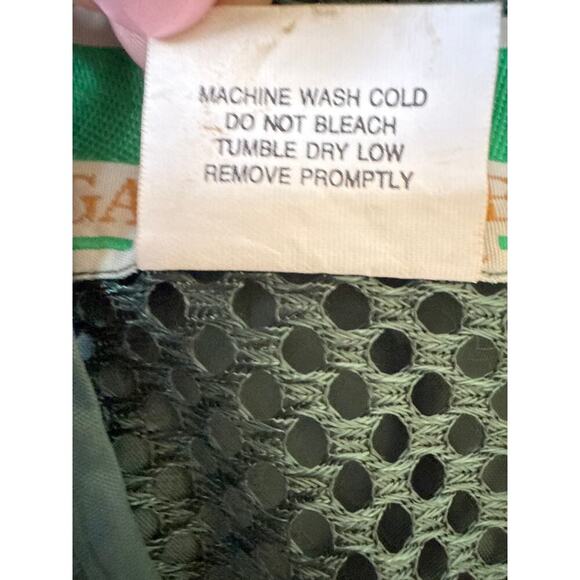 MACHINE WASH COLD
DO NOT BLEACH
TUMBLE DRY LOW
REMOVE PROMPTLY